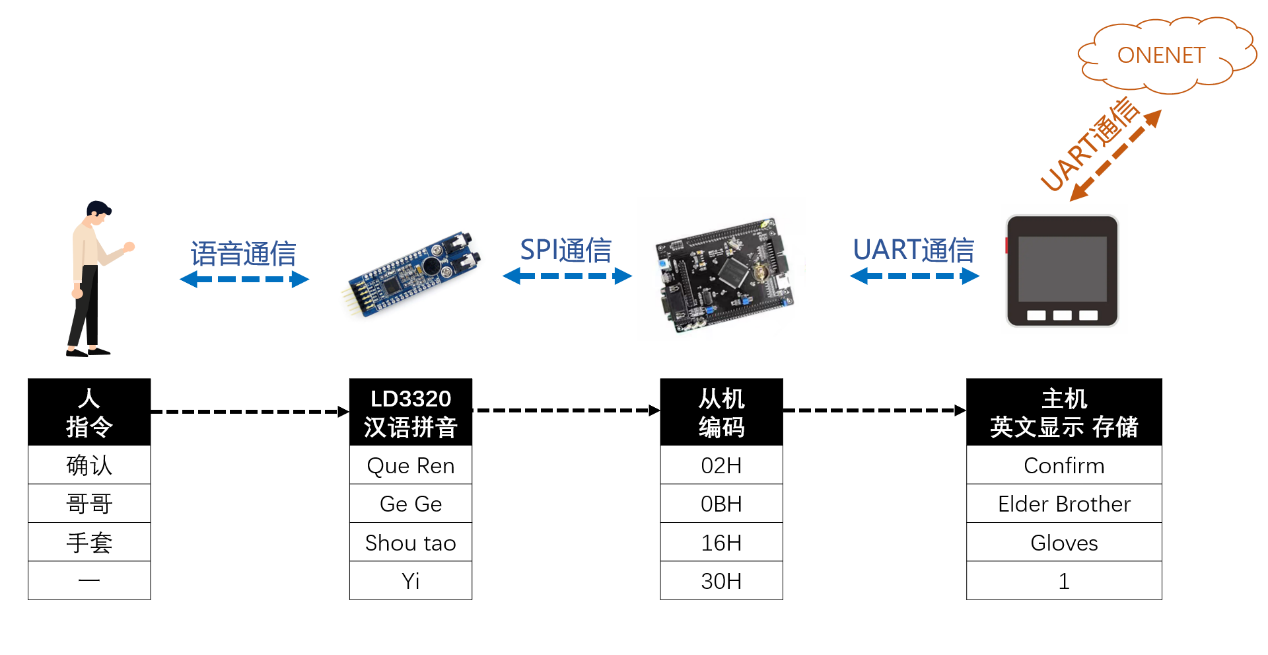 ONENET
UART通信
语音通信
SPI通信
UART通信
人
指令
LD3320
汉语拼音
从机
编码
主机
英文显示 存储
确认
Que Ren
02H
Confirm
哥哥
Ge Ge
0BH
Elder Brother
手套
Shou tao
16H
Gloves
一
Yi
30H
1